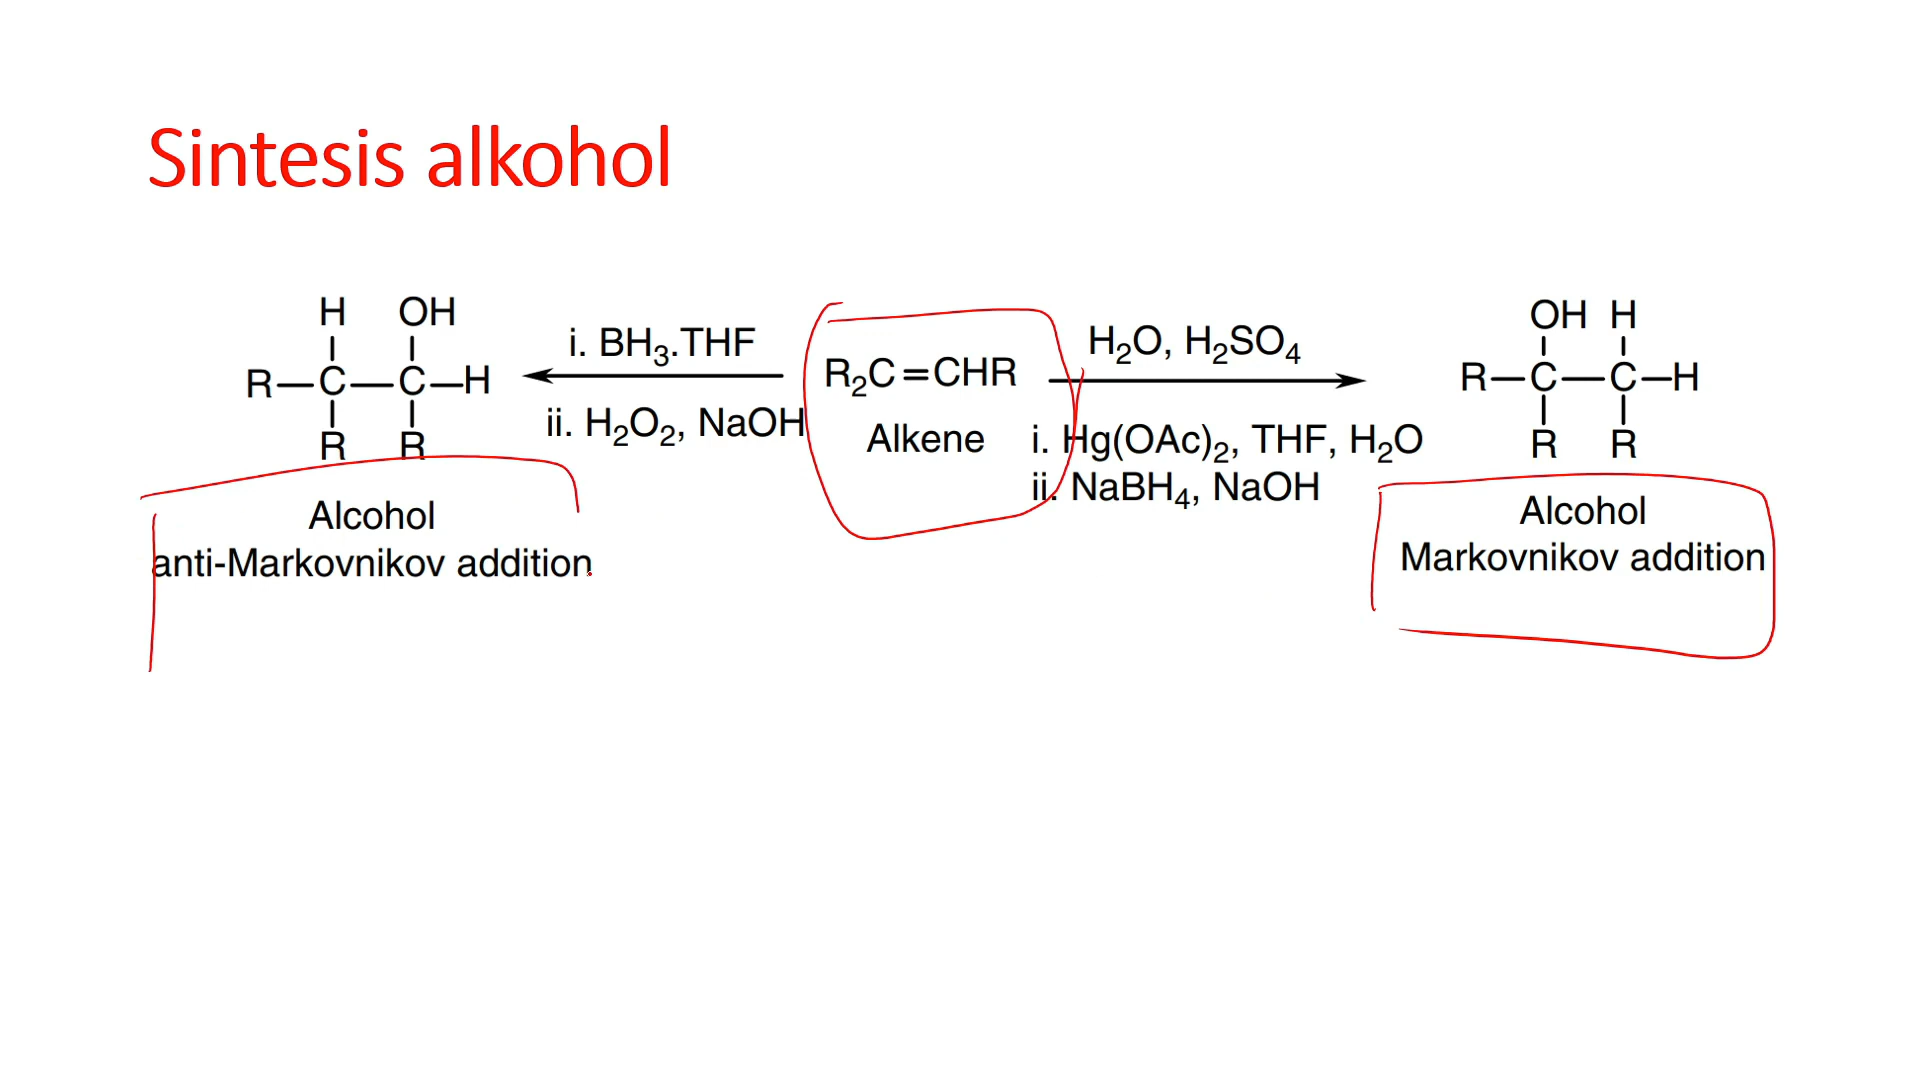 Sintesis alkohol
H OH
R—C—C—H
R R
Alcohol
anti-Markovnikov addition
i. BH₃.THF
ii. H₂O₂, NaOH
R₂C=CHR
Alkene
H₂O, H₂SO₄
i. Hg(OAc)₂, THF, H₂O
ii. NaBH₄, NaOH
OH H
R—C—C—H
R R
Alcohol
Markovnikov addition